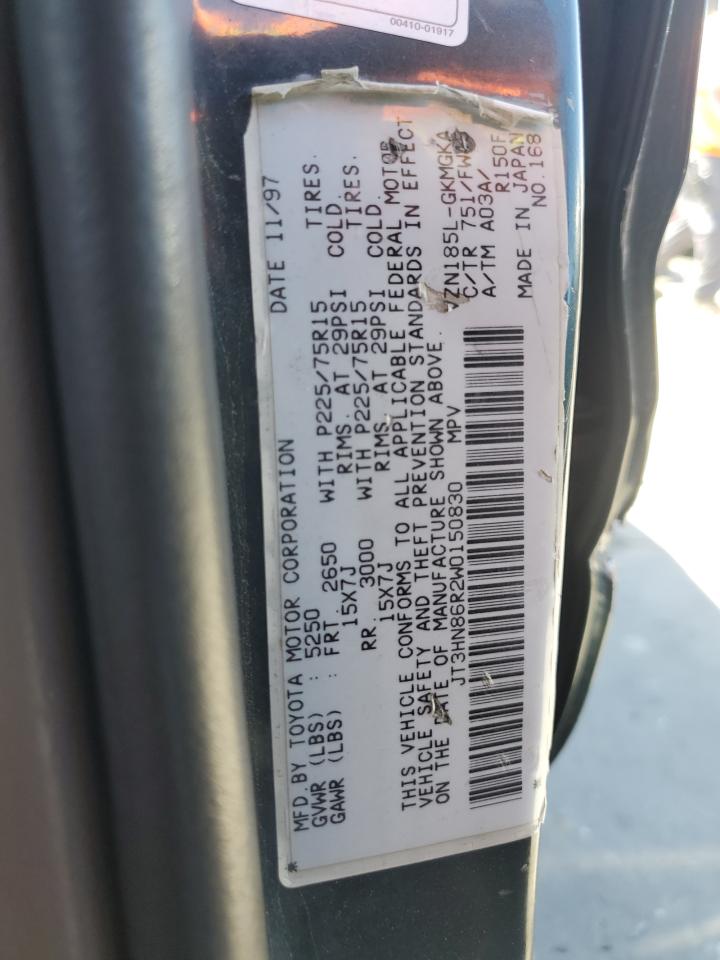 00410-01917
MFD. BY TOYOTA MOTOR CORPORATION DATE 11/97
GVWR (LBS) : 5250
GAWR (LBS) : FRT. 2650 WITH P225/75R15 TIRES.
15X7J RIMS. AT 29PSI COLD.
RR. 3000 WITH P225/75R15 TIRES.
15X7J RIMS. AT 29PSI COLD.
THIS VEHICLE CONFORMS TO ALL APPLICABLE FEDERAL MOTOR
VEHICLE SAFETY AND THEFT PREVENTION STANDARDS IN EFFECT
ON THE DATE OF MANUFACTURE SHOWN ABOVE.
JT3HN86R2W0150830 MPV
VZN185L-GKMGKA
C/TR 751/FW
A/TM A03A/
R150F
MADE IN JAPAN
NO.168